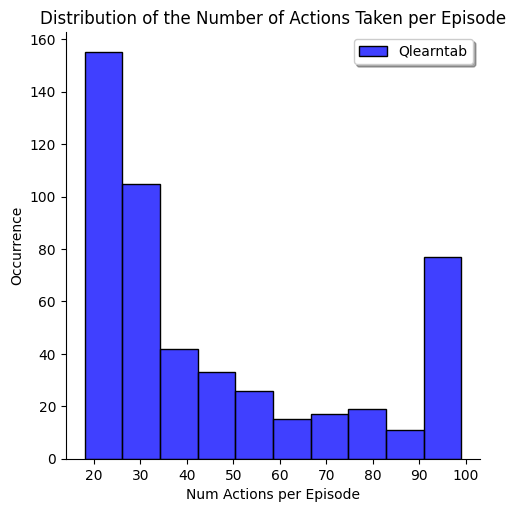 Distribution of the Number of Actions Taken per Episode
Qlearntab
160
140
120
100
80
60
40
20
0
Occurrence
20 30 40 50 60 70 80 90 100
Num Actions per Episode